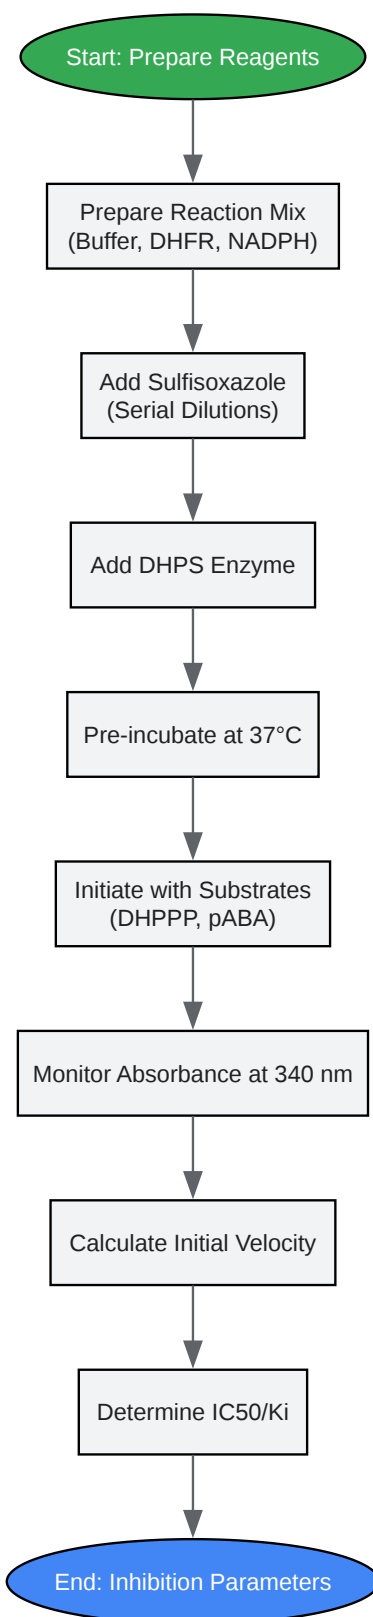 Start: Prepare Reagents
Prepare Reaction Mix
(Buffer, DHFR, NADPH)
Add Sulfisoxazole
(Serial Dilutions)
Add DHPS Enzyme
Pre-incubate at 37°C
Initiate with Substrates
(DHPPP, pABA)
Monitor Absorbance at 340 nm
Calculate Initial Velocity
Determine IC50/Ki
End: Inhibition Parameters